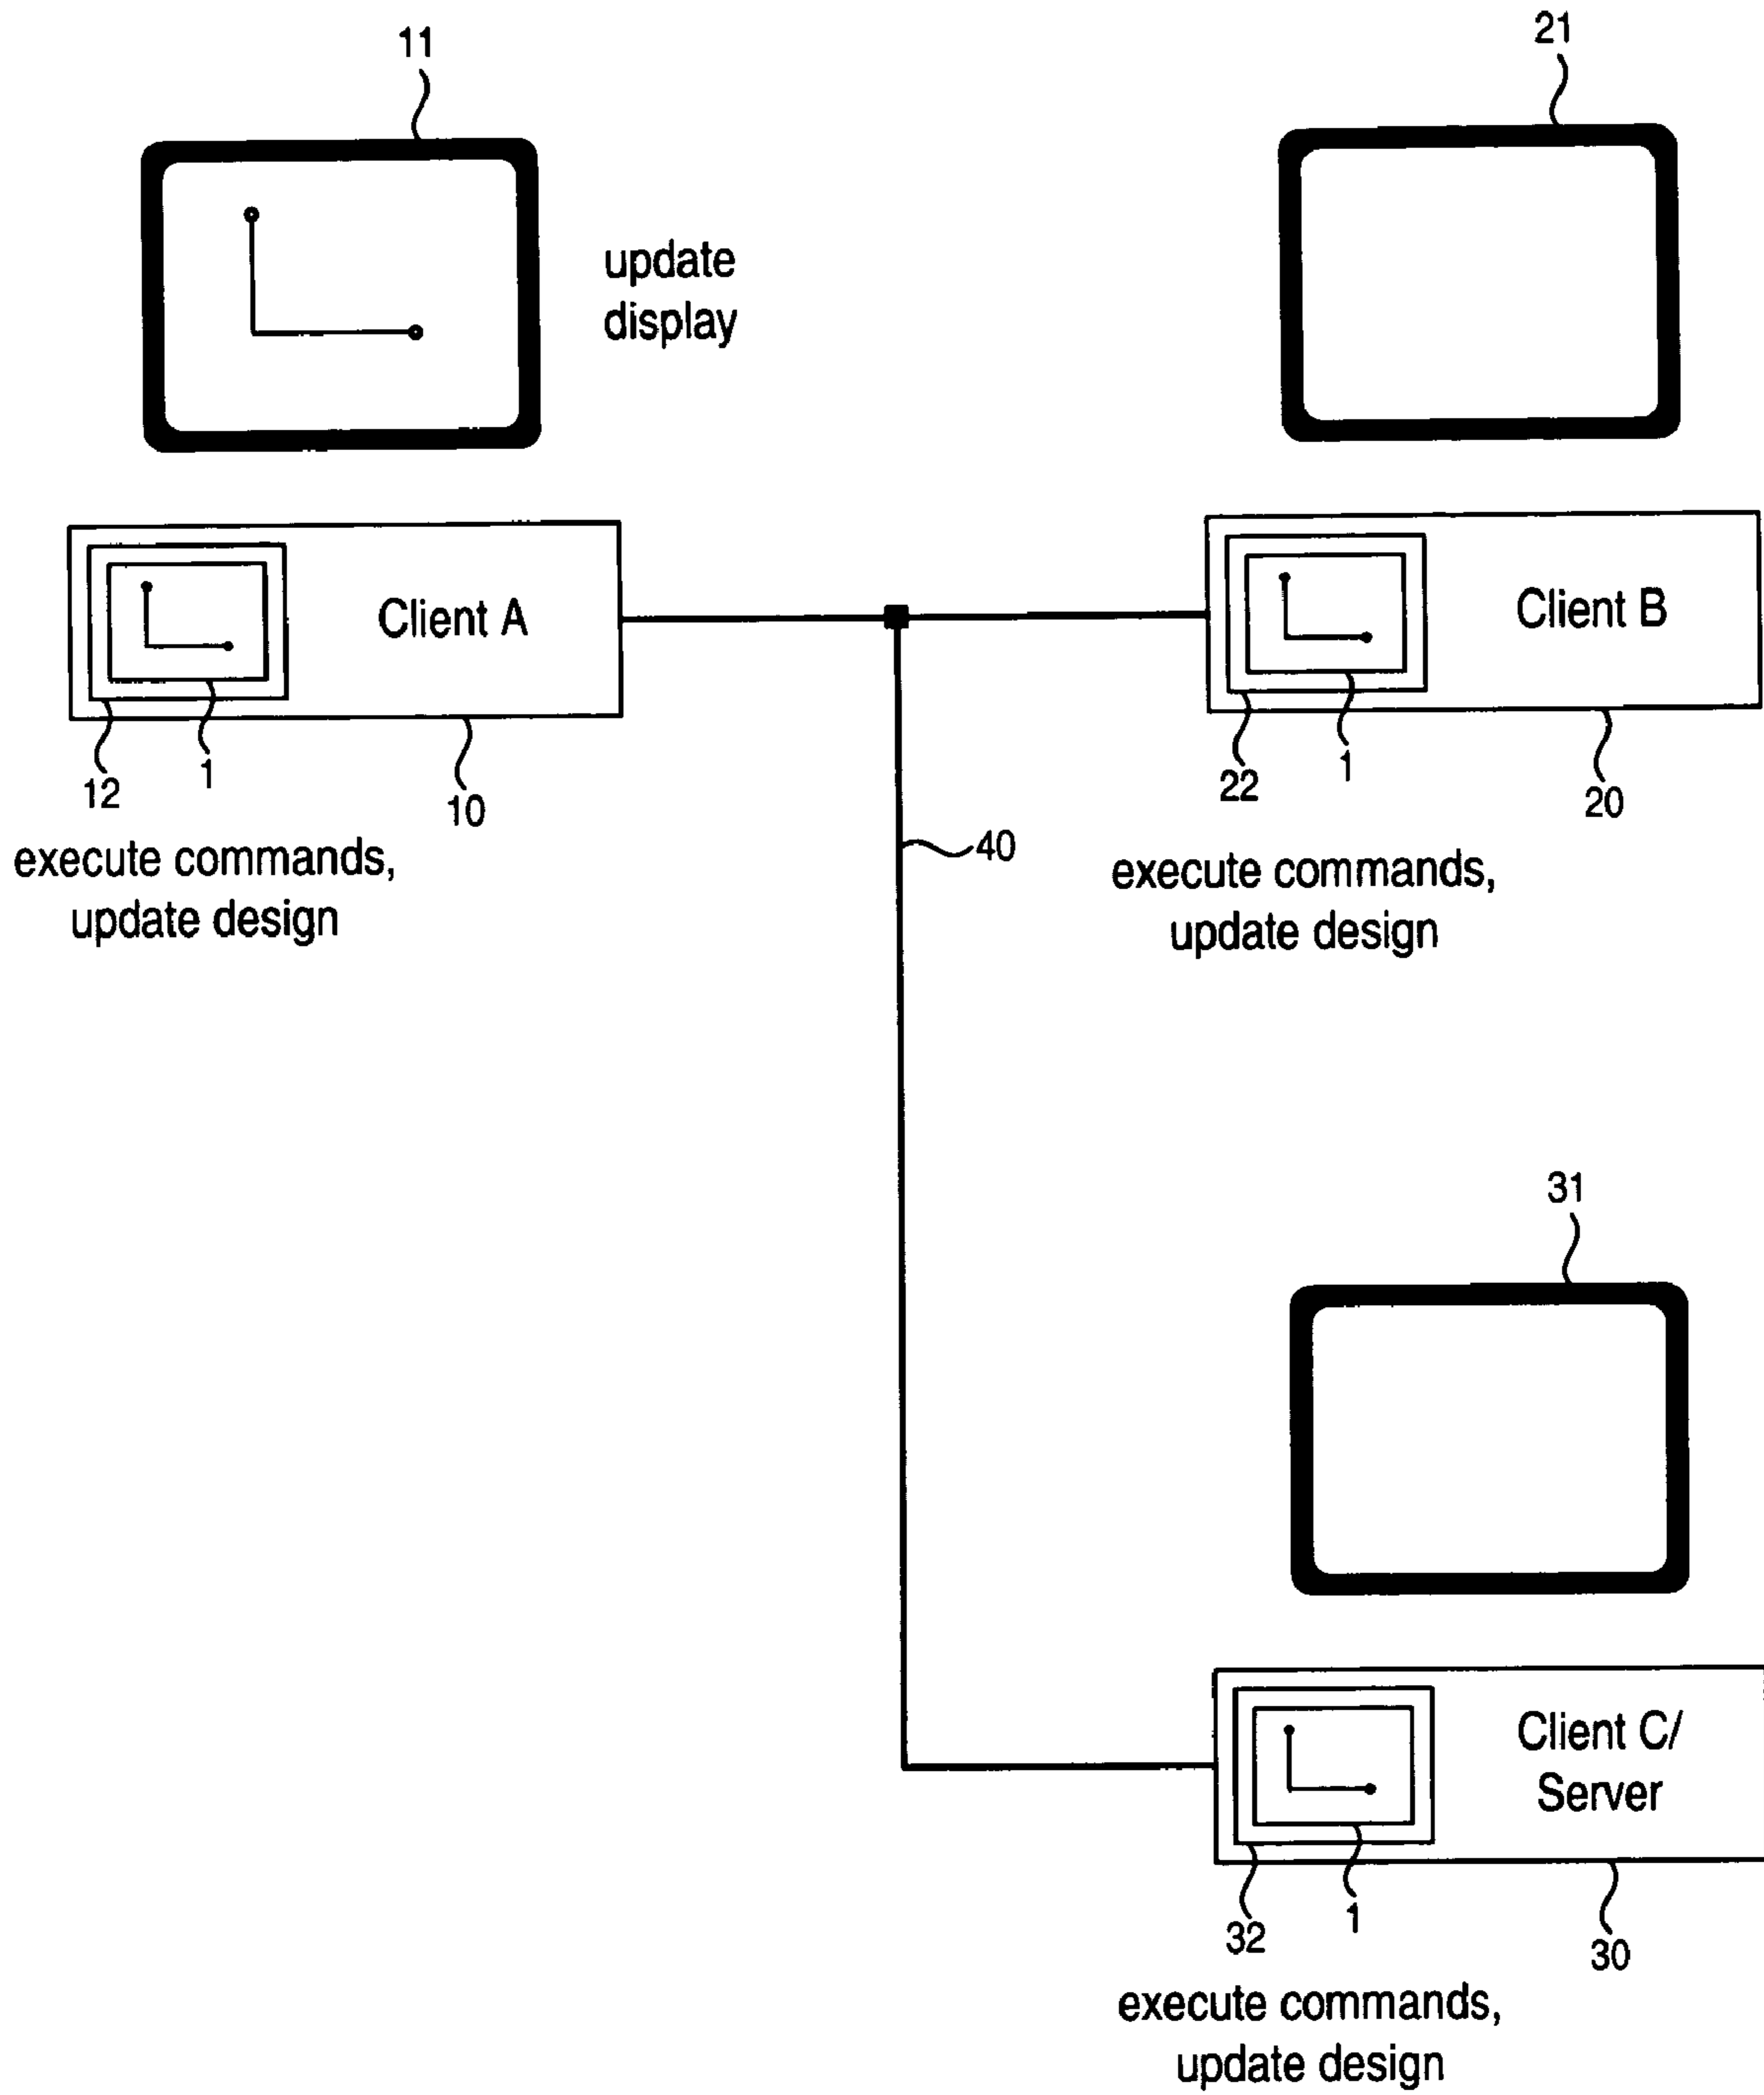 11
21
update
display
Client A
Client B
12
1
10
22
1
20
execute commands,
update design
40
execute commands,
update design
31
Client C/
Server
32
1
30
execute commands,
update design